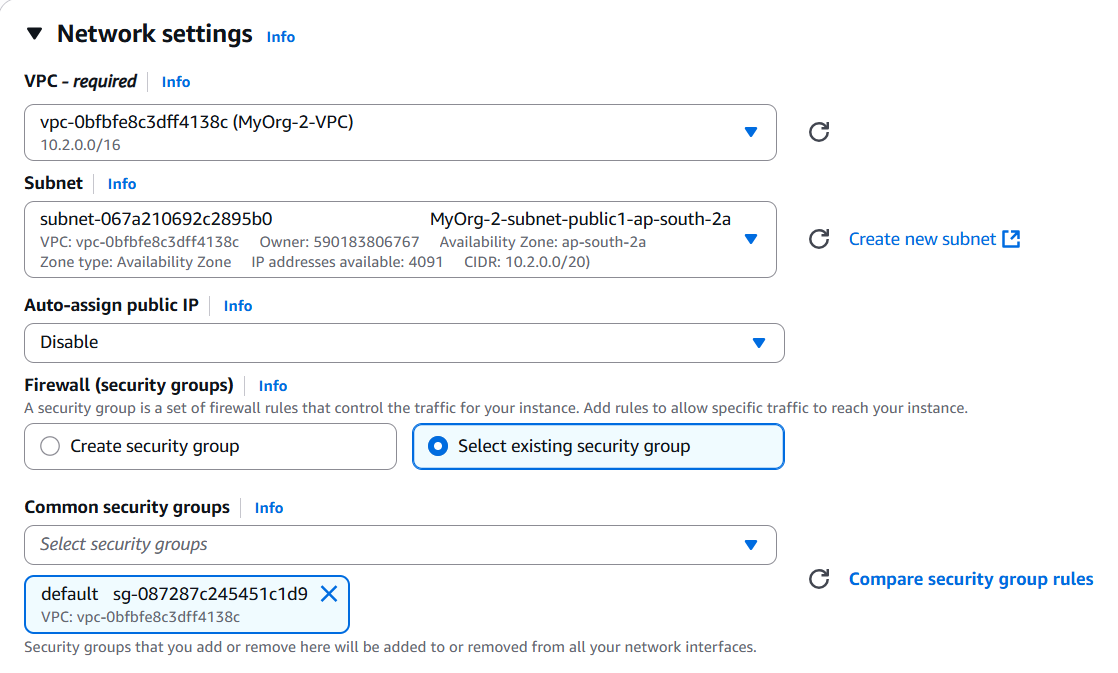 Network settings Info
VPC - required Info
vpc-0bfbfe8c3dff4138c (MyOrg-2-VPC)
10.2.0.0/16
Subnet Info
subnet-067a210692c2895b0 MyOrg-2-subnet-public1-ap-south-2a
VPC: vpc-0bfbfe8c3dff4138c Owner: 590183806767 Availability Zone: ap-south-2a
Zone type: Availability Zone IP addresses available: 4091 CIDR: 10.2.0.0/20)
Create new subnet
Auto-assign public IP Info
Disable
Firewall (security groups) Info
A security group is a set of firewall rules that control the traffic for your instance. Add rules to allow specific traffic to reach your instance.
Create security group Select existing security group
Common security groups Info
Select security groups
default sg-087287c245451c1d9
VPC: vpc-0bfbfe8c3dff4138c
Compare security group rules
Security groups that you add or remove here will be added to or removed from all your network interfaces.